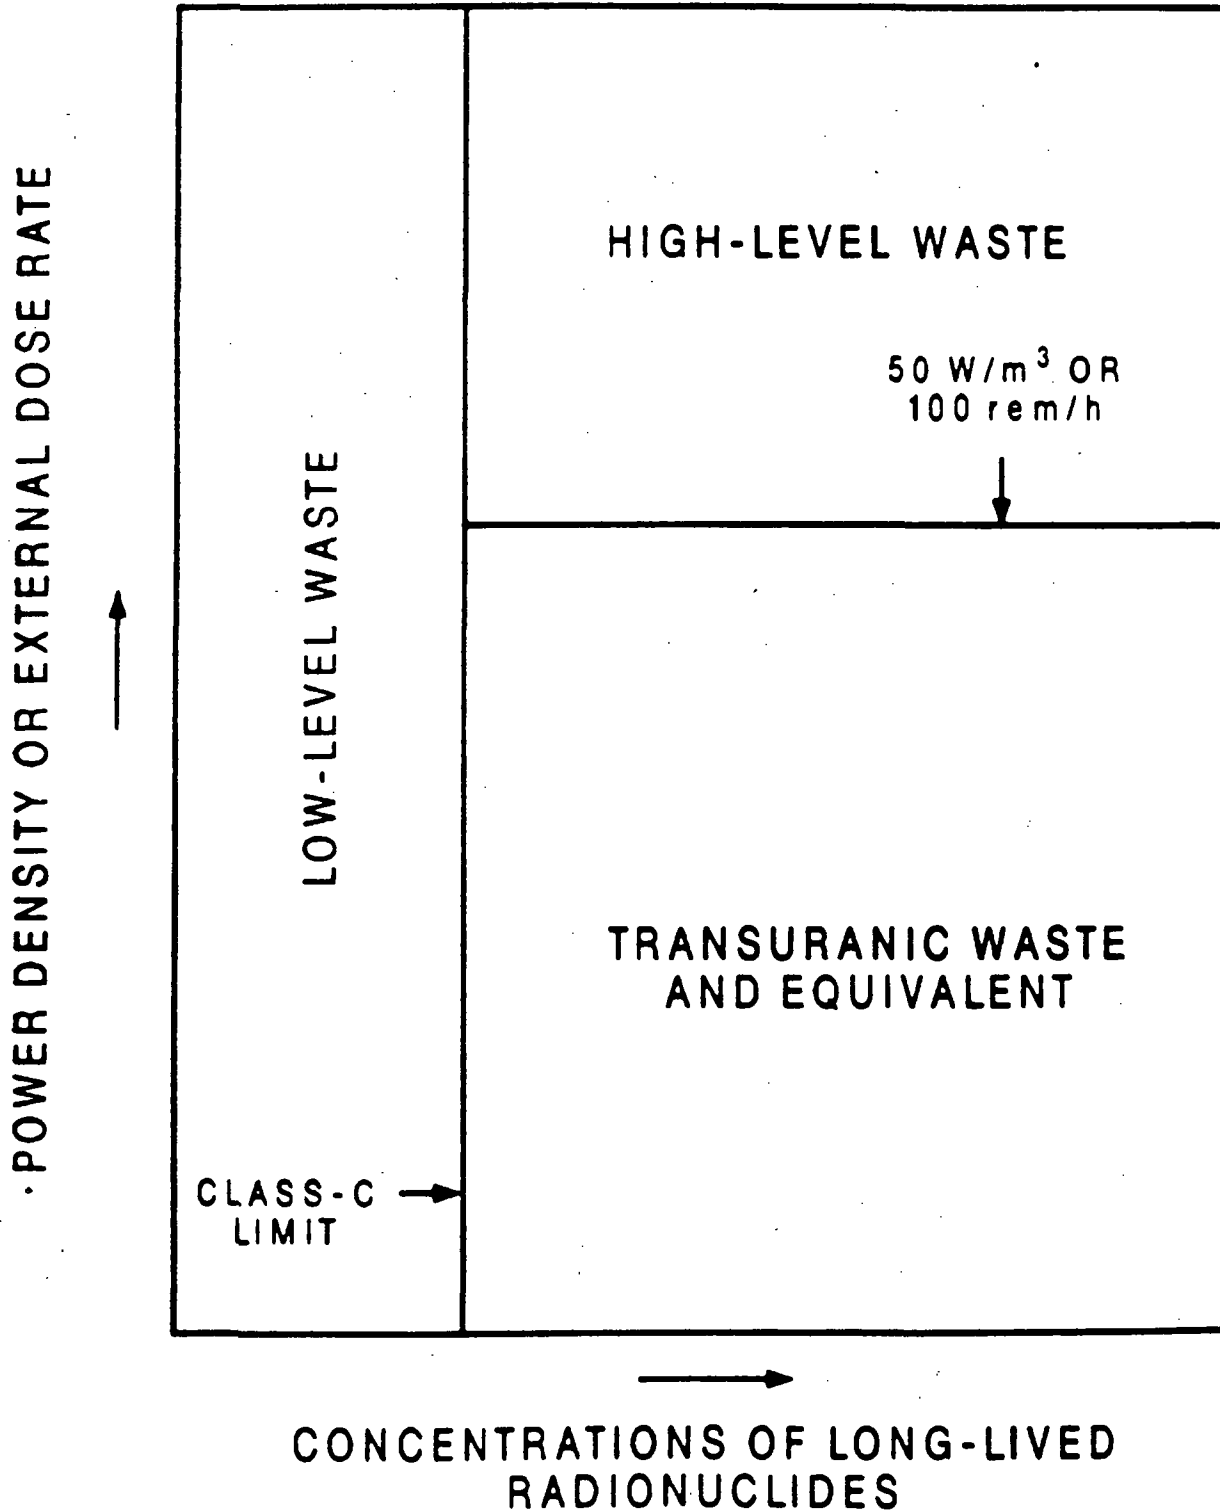 POWER DENSITY OR EXTERNAL DOSE RATE
LOW-LEVEL WASTE
HIGH-LEVEL WASTE
50 W/m³ OR
100 rem/h
TRANSURANIC WASTE
AND EQUIVALENT
CLASS-C
LIMIT
CONCENTRATIONS OF LONG-LIVED
RADIONUCLIDES